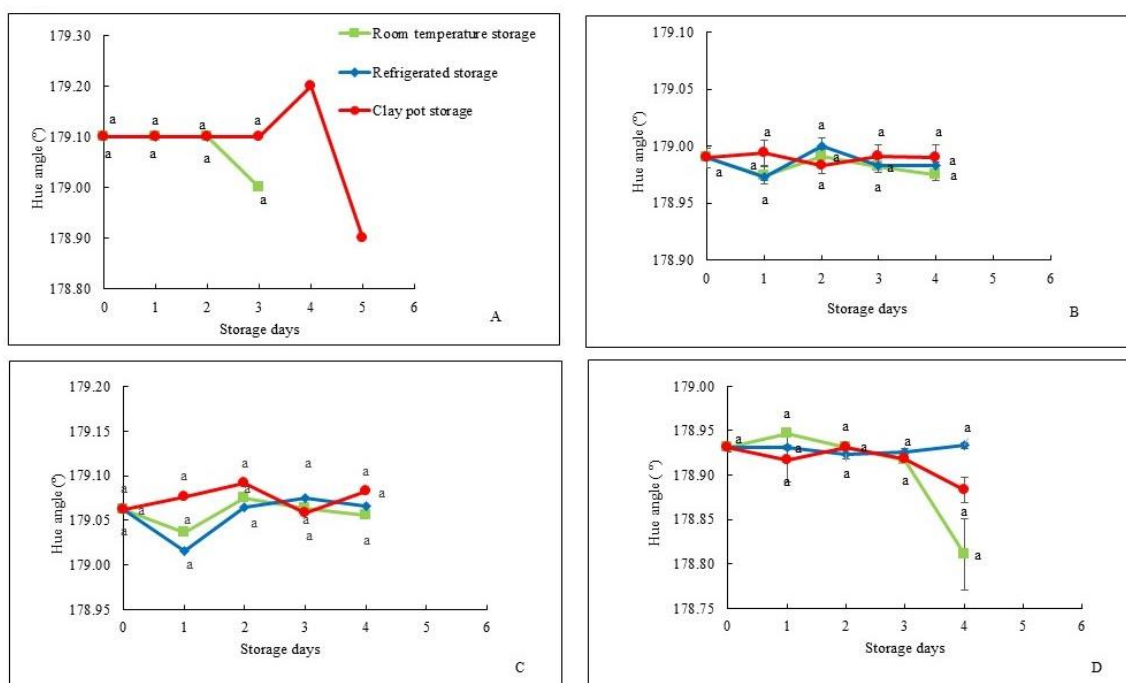 179.30
179.20
179.10
179.00
178.90
178.80
Hue angle (º)
Room temperature storage
Refrigerated storage
Clay pot storage
a a a a
a a a
a
0 1 2 3 4 5 6
Storage days
A
179.10
179.05
179.00
178.95
178.90
Hue angle (º)
a a a a
a a a a a
a a a a
0 1 2 3 4 5 6
Storage days
B
179.20
179.15
179.10
179.05
179.00
178.95
Hue angle (º)
a a a a
a a a a a
a a a a a
a
0 1 2 3 4 5 6
Storage days
C
179.00
178.95
178.90
178.85
178.80
178.75
Hue angle ( º)
a a a a
a a a
a a a a
a
0 1 2 3 4 5 6
Storage days
D